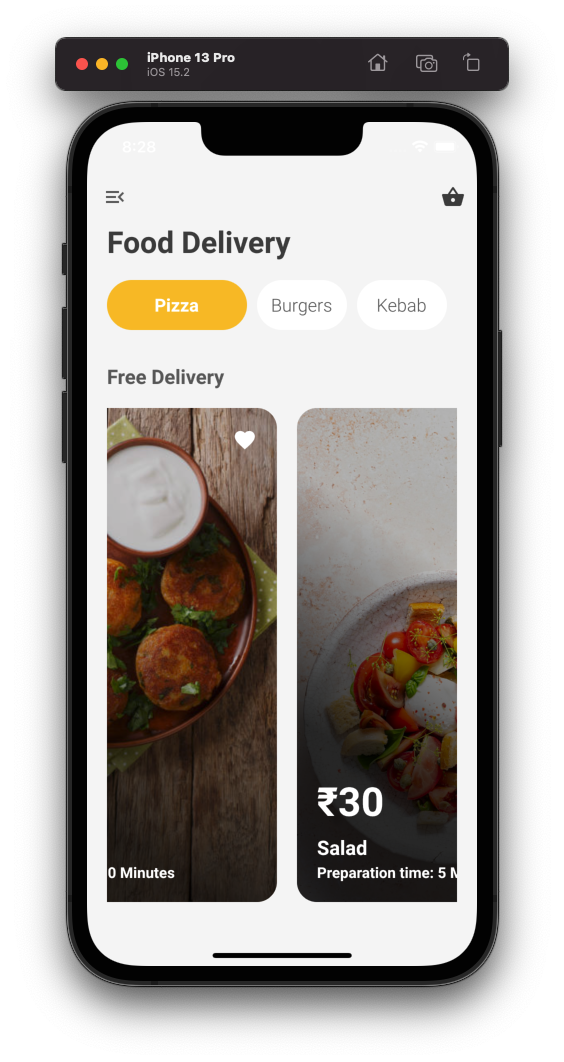 iPhone 13 Pro
iOS 15.2
8:28
Food Delivery
Pizza Burgers Kebab
Free Delivery
₹30
Salad
0 Minutes Preparation time: 5 M